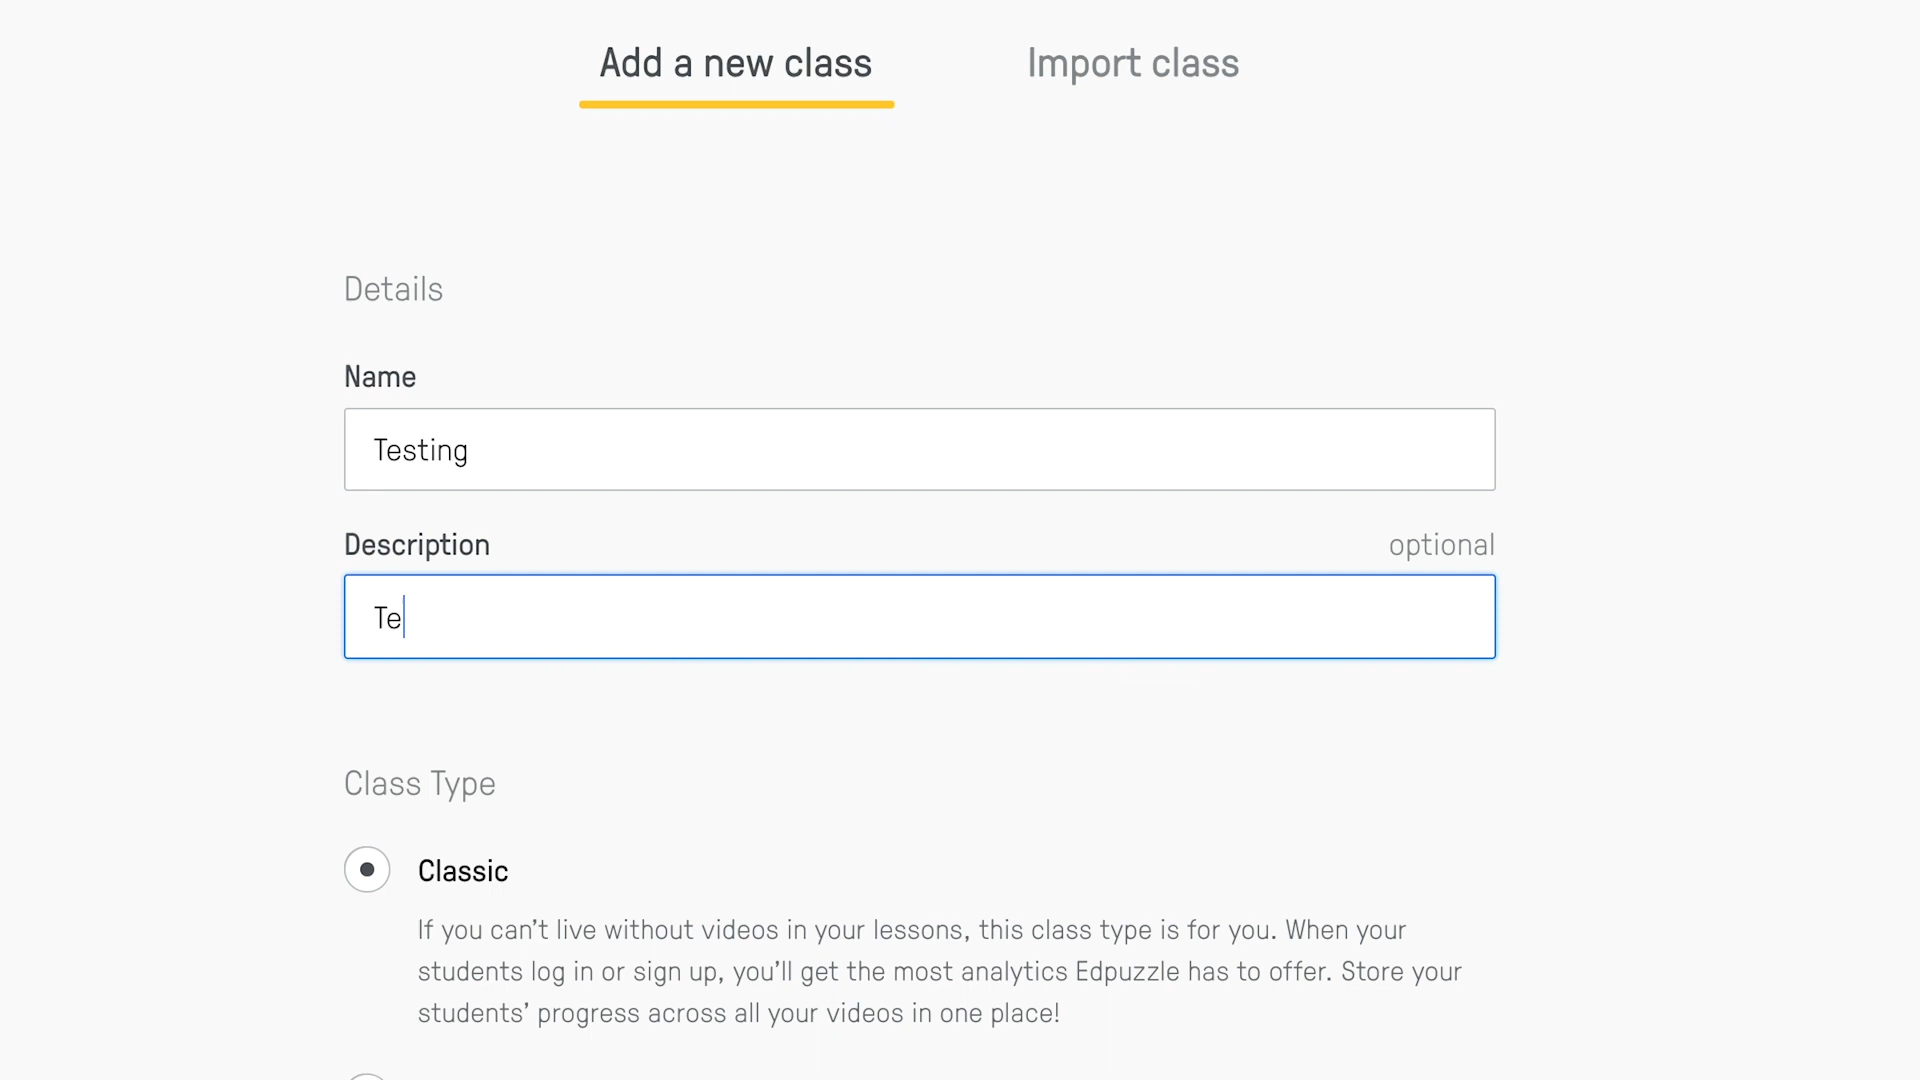 Add a new class Import class
Details
Name
Testing
Description optional
Te
Class Type
Classic
If you can’t live without videos in your lessons, this class type is for you. When your
students log in or sign up, you’ll get the most analytics Edpuzzle has to offer. Store your
students’ progress across all your videos in one place!